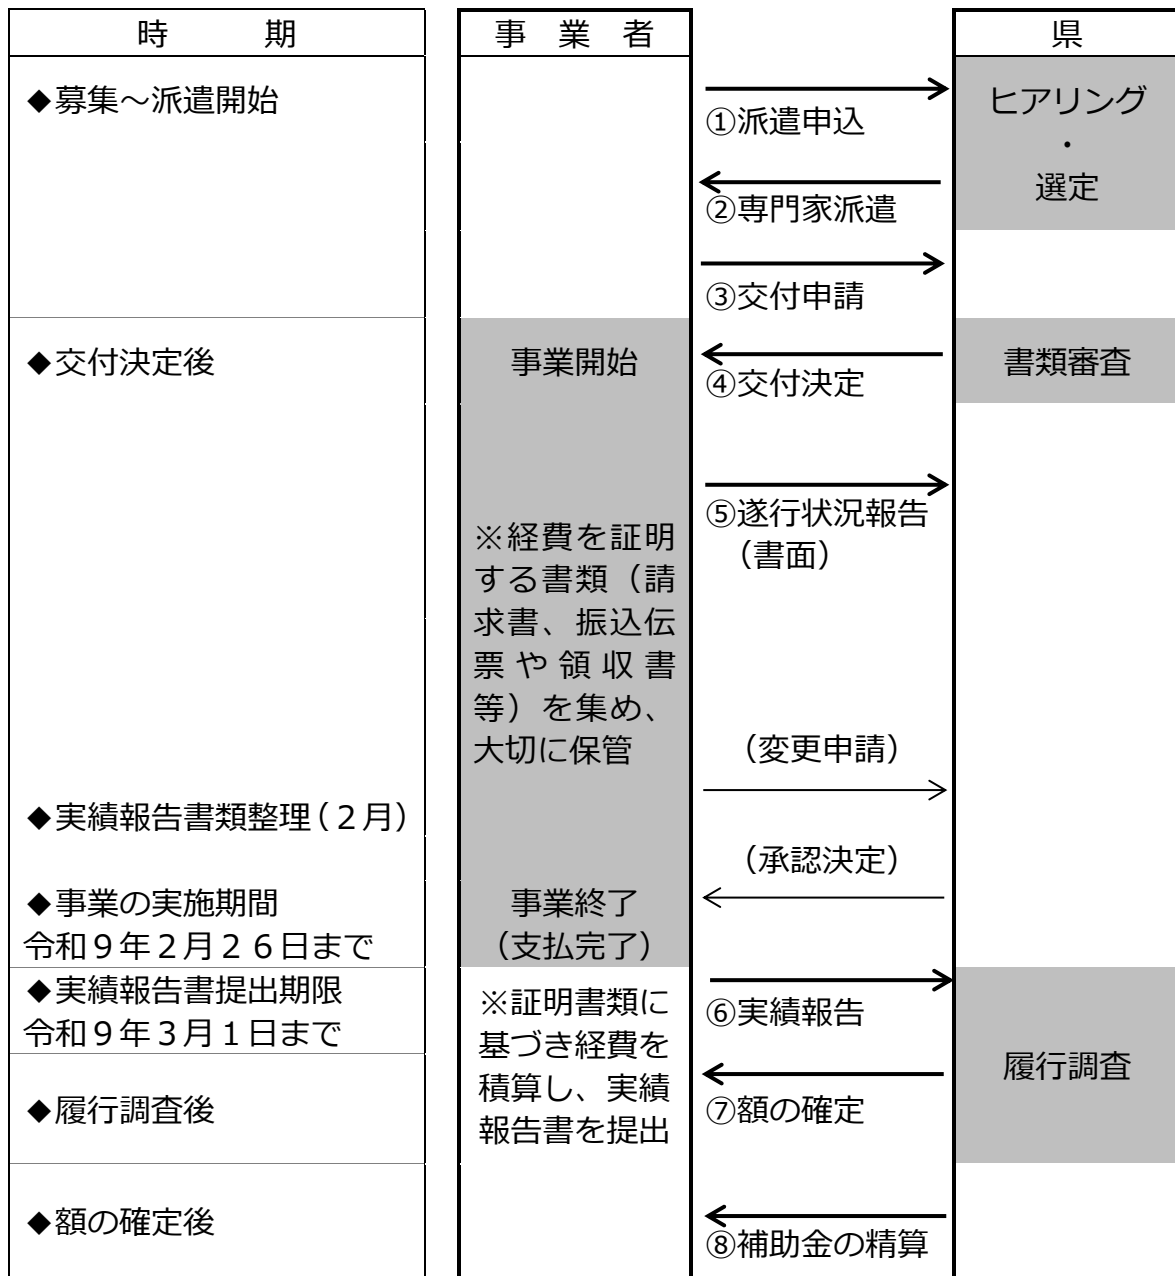 時　期
事　業　者
県
◆募集～派遣開始
①派遣申込
ヒアリング
・
選定
②専門家派遣
③交付申請
◆交付決定後
事業開始
④交付決定
書類審査
⑤遂行状況報告
（書面）
※経費を証明
する書類（請
求書、振込伝
票や領収書
等）を集め、
大切に保管
（変更申請）
◆実績報告書類整理（２月）
（承認決定）
◆事業の実施期間
令和９年２月２６日まで
事業終了
（支払完了）
◆実績報告書提出期限
令和９年３月１日まで
※証明書類に
基づき経費を
積算し、実績
報告書を提出
⑥実績報告
履行調査
◆履行調査後
⑦額の確定
◆額の確定後
⑧補助金の精算